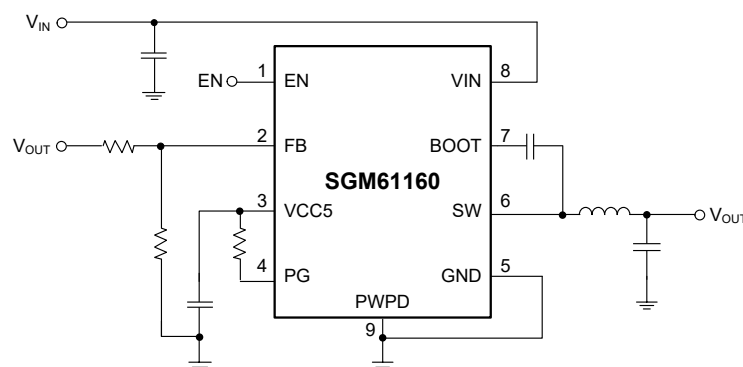 VIN
EN
1
EN
VIN
8
VOUT
2
FB
BOOT
7
SGM61160
3
VCC5
SW
6
VOUT
4
PG
GND
5
PWPD
9